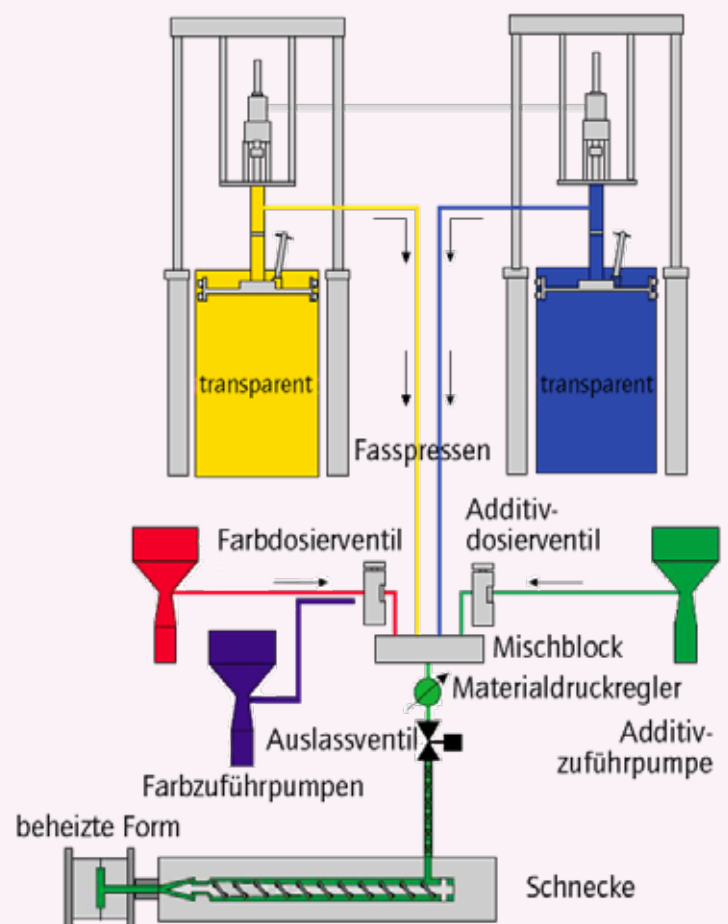 transparent
transparent
Fasspressen
Farbdosierventil
Additiv-
dosierventil
Mischblock
Materialdruckregler
Auslassventil
Additiv-
zuführpumpe
Farbzuführpumpen
beheizte Form
Schnecke